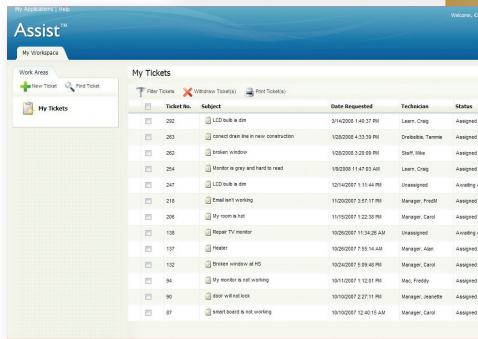 My Applications | Help
Welcome,
Assist™
My Workspace
Work Areas
New Ticket Find Ticket
My Tickets
My Tickets
Filter Tickets Withdraw Ticket(s) Print Ticket(s)
Ticket No. Subject Date Requested Technician Status
292 LCD bulb is dim 3/14/2008 1:40:37 PM Learn, Craig Assigned
263 conect drain line in new construction 1/28/2008 4:33:39 PM Dreibelbis, Tammie Assigned
262 broken window 1/28/2008 3:20:09 PM Staff, Mike Assigned
254 Monitor is grey and hard to read 1/8/2008 11:47:03 AM Learn, Craig Assigned
247 LCD bulb is dim 12/14/2007 1:11:44 PM Unassigned Awaiting
218 Email isn't working 11/20/2007 3:57:17 PM Manager, FredM Assigned
206 My room is hot 11/15/2007 1:22:38 PM Manager, Carol Assigned
138 Repair TV monitor 10/26/2007 11:34:26 AM Unassigned Awaiting
137 Heater 10/26/2007 7:55:14 AM Manager, Alan Assigned
132 Broken window at HS 10/24/2007 5:09:48 PM Manager, Carol Assigned
94 My monitor is not working 10/11/2007 1:12:01 PM Mac, Freddy Assigned
90 door will not lock 10/10/2007 2:27:11 PM Manager, Jeanette Assigned
87 smart board is not working 10/10/2007 12:40:15 AM Manager, Carol Assigned